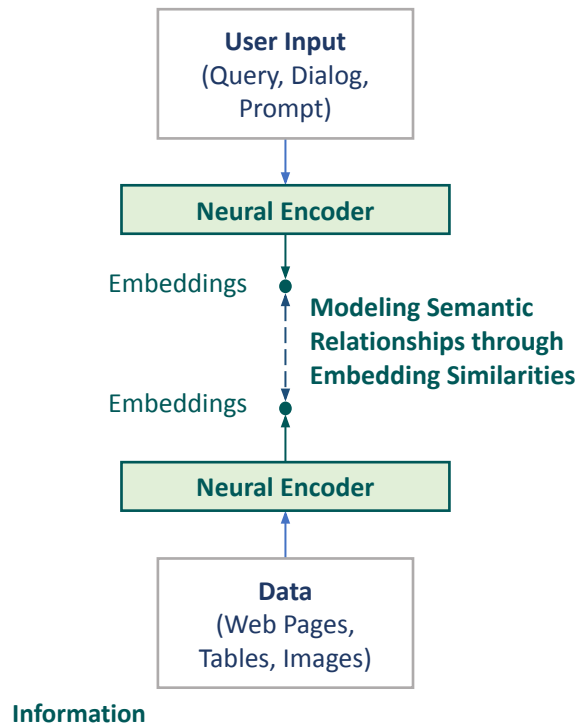 User Input
(Query, Dialog,
Prompt)
Neural Encoder
Embeddings
Modeling Semantic
Relationships through
Embedding Similarities
Embeddings
Neural Encoder
Data
(Web Pages,
Tables, Images)
Information